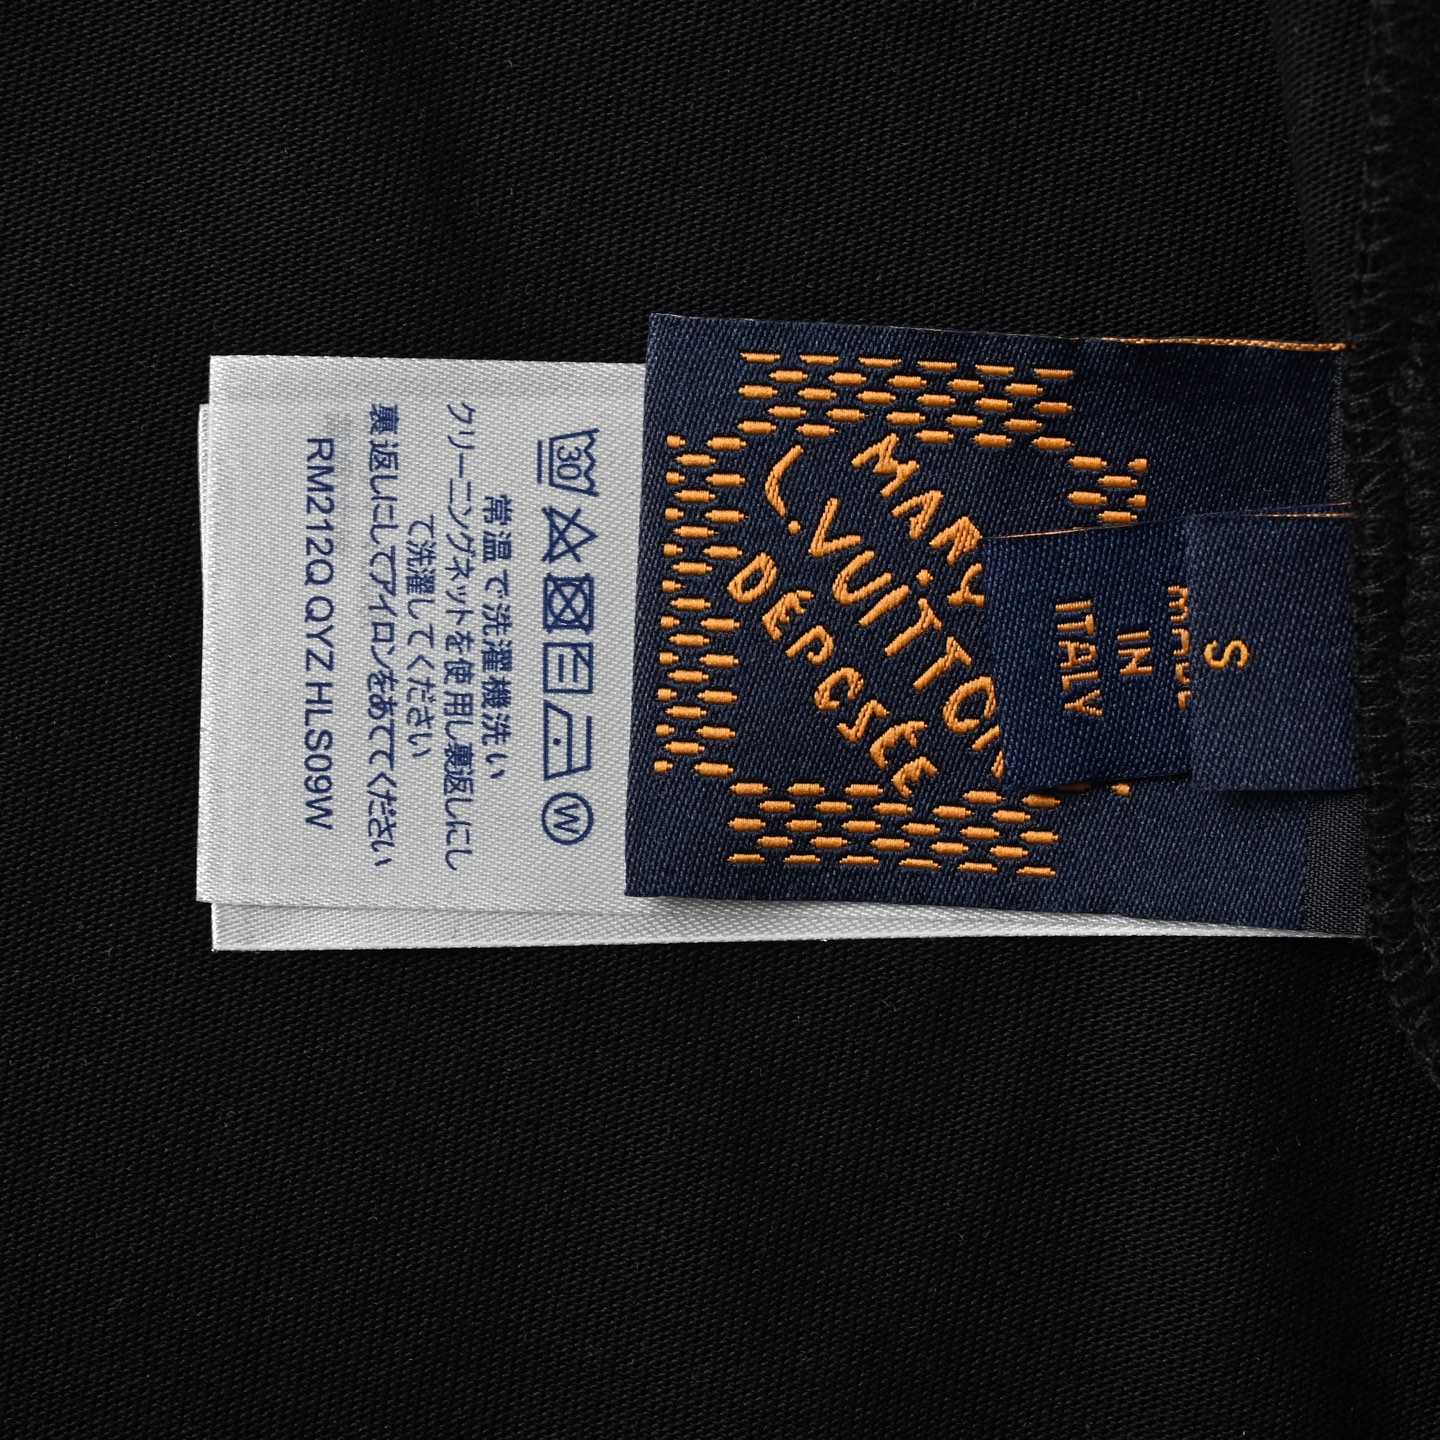 30
W
常温で洗濯機洗い
クリーニングネットを使用し裏返しにし
て洗濯してください
裏返しにしてアイロンをあててください
RM212Q QYZ HLS09W
L.VUITTON
DÉPOSÉE
S
IN
ITALY